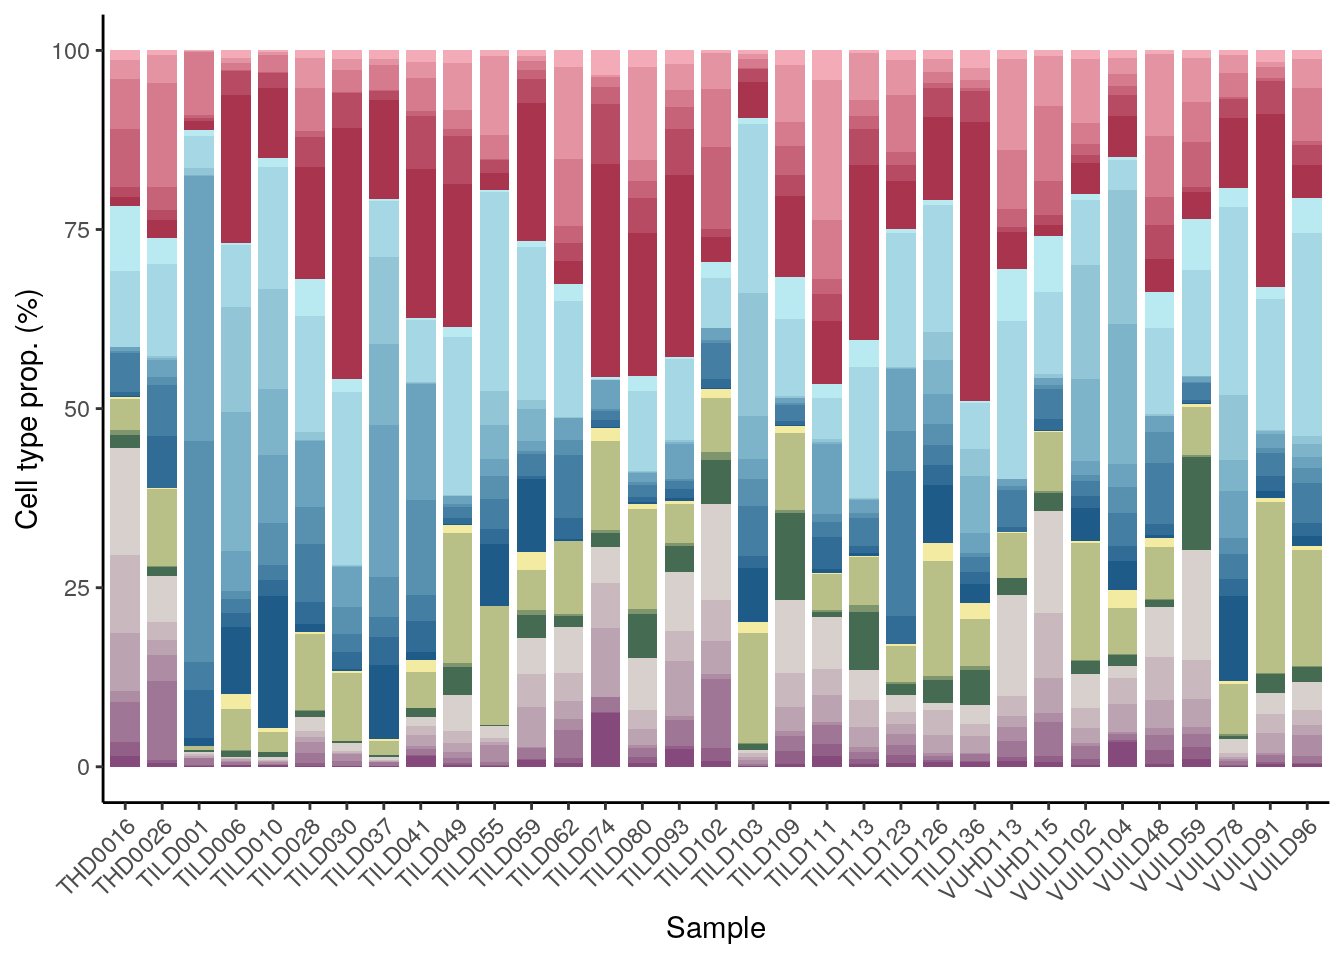 Cell type prop. (%)
100
75
50
25
0
THD0016
THD0026
TILD001
TILD006
TILD010
TILD028
TILD030
TILD037
TILD041
TILD049
TILD055
TILD059
TILD062
TILD074
TILD080
TILD093
TILD102
TILD103
TILD109
TILD111
TILD113
TILD123
TILD126
TILD136
VUHD113
VUHD115
VUILD102
VUILD104
VUILD48
VUILD59
VUILD78
VUILD91
VUILD96
Sample